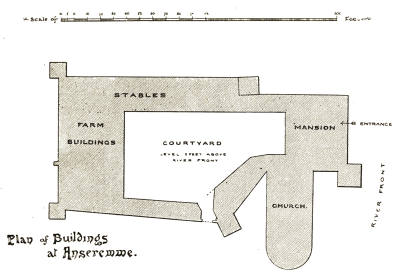 Scale of
Feet
STABLES
FARM
BUILDINGS
COURTYARD
LEVEL 5 FEET ABOVE
RIVER FRONT
MANSION
ENTRANCE
CHURCH.
RIVER FRONT
Plan of Buildings
at Anseremme.